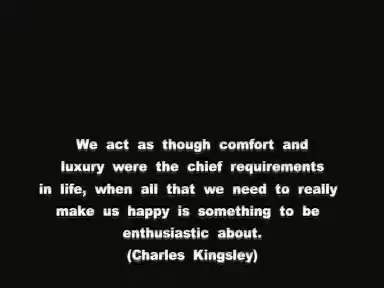 We act as though comfort and
luxury were the chief requirements
in life, when all that we need to really
make us happy is something to be
enthusiastic about.
(Charles Kingsley)